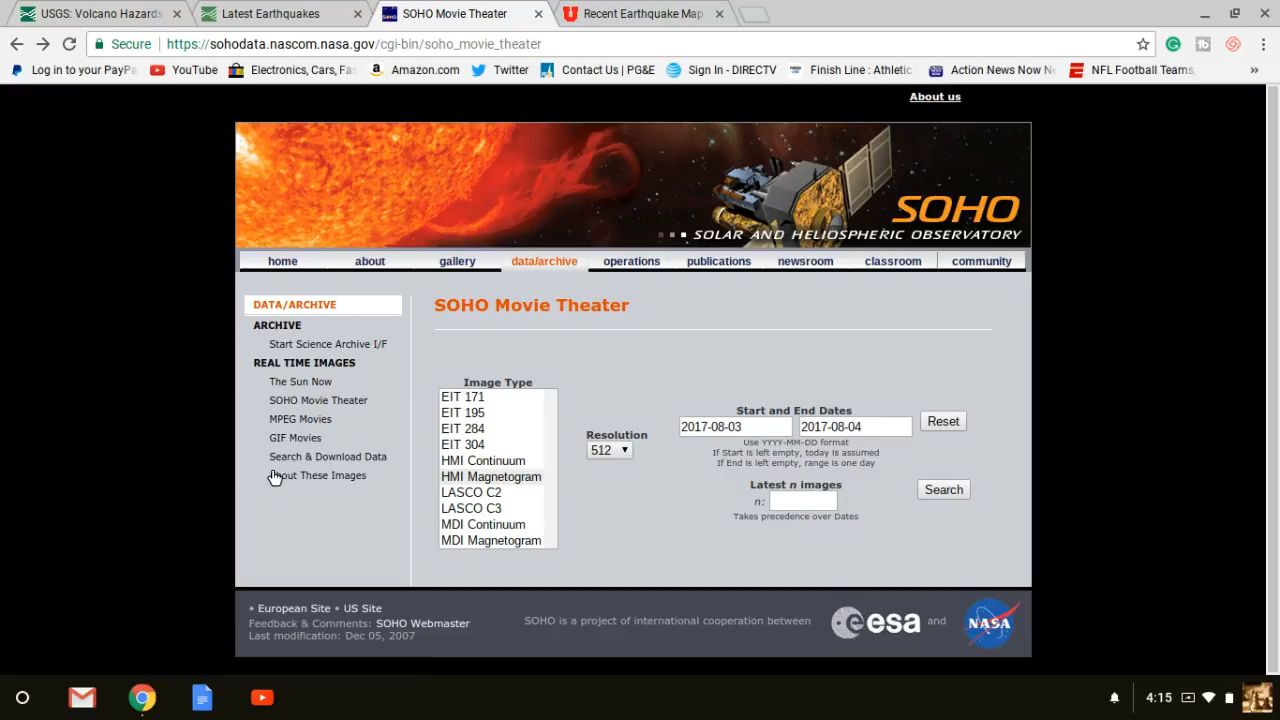 USGS: Volcano Hazards
Latest Earthquakes
SOHO Movie Theater
Recent Earthquake Map
Secure https://sohodata.nascom.nasa.gov/cgi-bin/soho_movie_theater
Log in to your PayPa
YouTube
Electronics, Cars, Fas
Amazon.com
Twitter
Contact Us | PG&E
Sign In - DIRECTV
Finish Line : Athletic
Action News Now Ne
NFL Football Teams,
About us
SOHO
SOLAR AND HELIOSPHERIC OBSERVATORY
home about gallery data/archive operations publications newsroom classroom community
DATA/ARCHIVE
ARCHIVE
Start Science Archive I/F
REAL TIME IMAGES
The Sun Now
SOHO Movie Theater
MPEG Movies
GIF Movies
Search & Download Data
out These Images
SOHO Movie Theater
Image Type
EIT 171
EIT 195
EIT 284
EIT 304
HMI Continuum
HMI Magnetogram
LASCO C2
LASCO C3
MDI Continuum
MDI Magnetogram
Resolution
512
Start and End Dates
2017-08-03 2017-08-04
Reset
Use YYYY-MM-DD format
If Start is left empty, today is assumed
If End is left empty, range is one day
Latest n images
n:
Takes precedence over Dates
Search
• European Site • US Site
Feedback & Comments: SOHO Webmaster
Last modification: Dec 05, 2007
SOHO is a project of international cooperation between esa and NASA
4:15